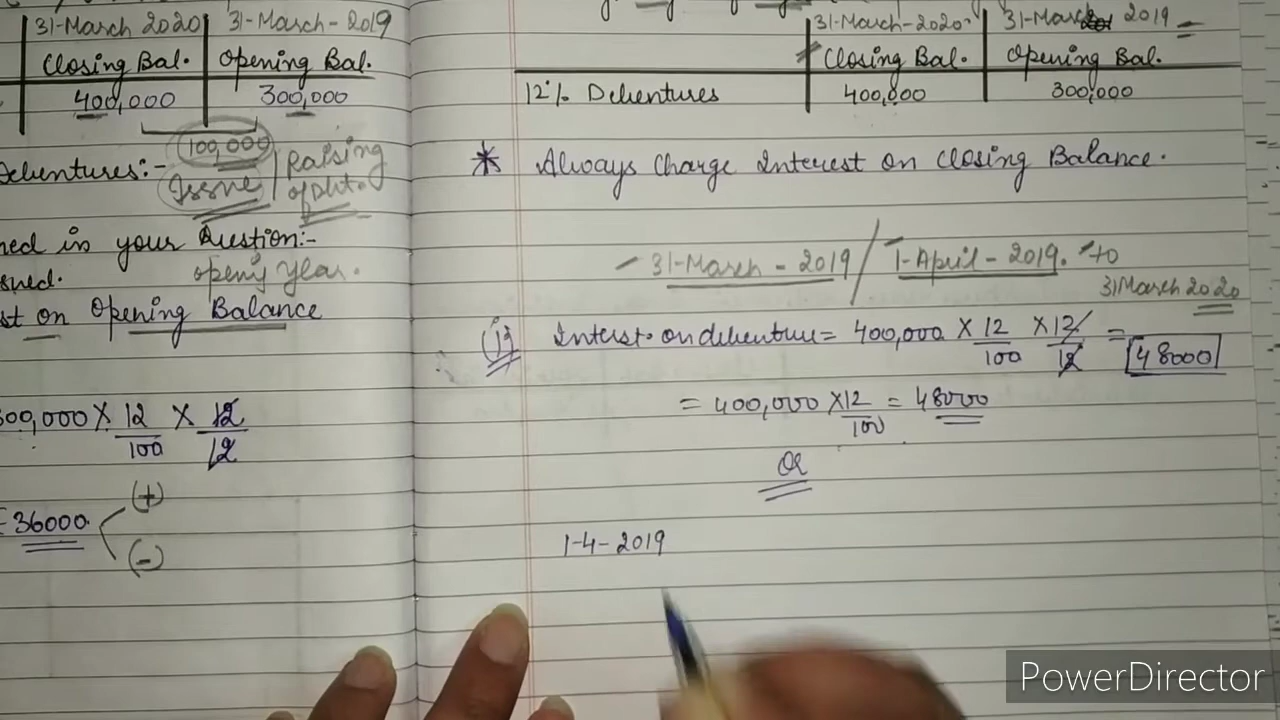 31-March 2020 31-March-2019
Closing Bal. Opening Bal.
400,000 300,000
100,000
Debentures:-
Issue Raising
of Debt.
ned in your Question:-
sued. openig year.
st on Opening Balance
300,000 × 12/100 × 12/12
= 36000 (+)
(-)
31-March-2020 31-March 2019
Closing Bal. Opening Bal.
12% Debentures 400,000 300,000
* Always Charge Interest on Closing Balance.
31-March-2019 / 1-April-2019. to
31March 2020
(i) Interst. on debenture = 400,000 × 12/100 × 12/12 = 48000
= 400,000 × 12/100 = 48000
OR
1-4-2019
PowerDirector